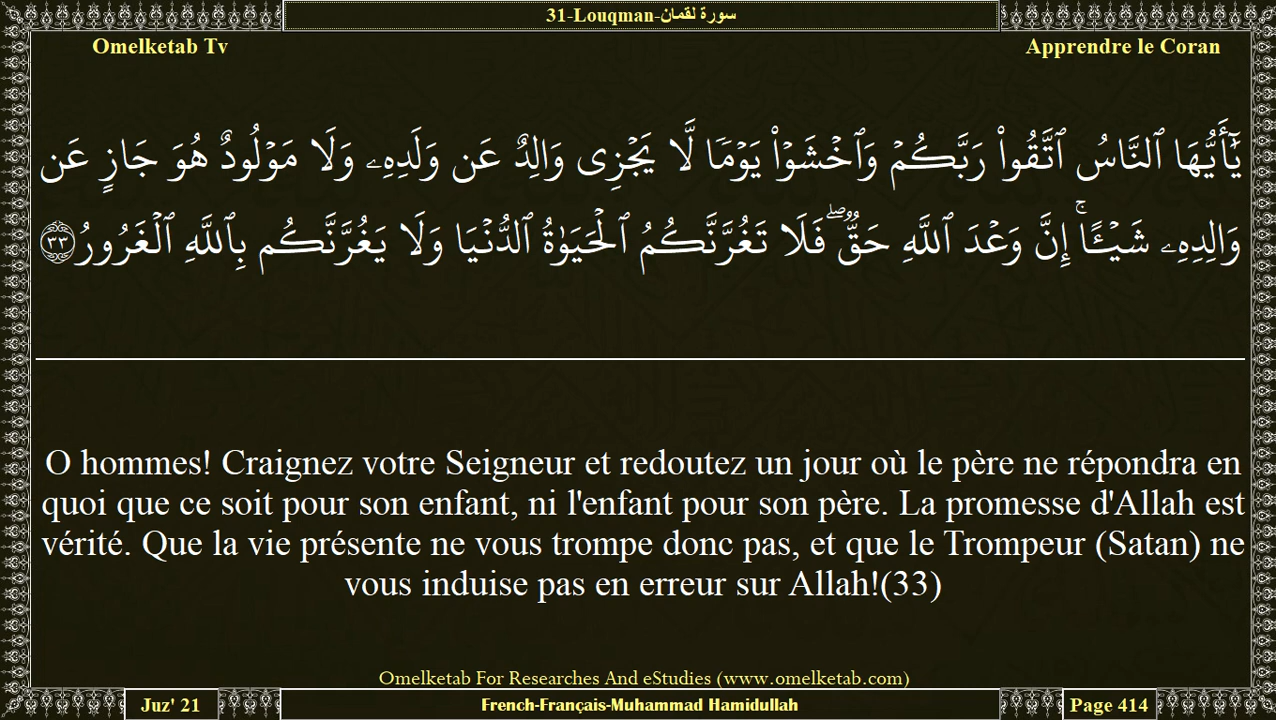 31-Louqman-سورة لقمان
Omelketab Tv
Apprendre le Coran
يَٰٓأَيُّهَا ٱلنَّاسُ ٱتَّقُوا۟ رَبَّكُمْ وَٱخْشَوْا۟ يَوْمًا لَّا يَجْزِى وَالِدٌ عَن وَلَدِهِۦ وَلَا مَوْلُودٌ هُوَ جَازٍ عَن
وَالِدِهِۦ شَيْـًٔا ۚ إِنَّ وَعْدَ ٱللَّهِ حَقٌّ ۖ فَلَا تَغُرَّنَّكُمُ ٱلْحَيَوٰةُ ٱلدُّنْيَا وَلَا يَغُرَّنَّكُم بِٱللَّهِ ٱلْغَرُورُ ٣٣
O hommes! Craignez votre Seigneur et redoutez un jour où le père ne répondra en
quoi que ce soit pour son enfant, ni l'enfant pour son père. La promesse d'Allah est
vérité. Que la vie présente ne vous trompe donc pas, et que le Trompeur (Satan) ne
vous induise pas en erreur sur Allah!(33)
Omelketab For Researches And eStudies (www.omelketab.com)
Juz' 21
French-Français-Muhammad Hamidullah
Page 414